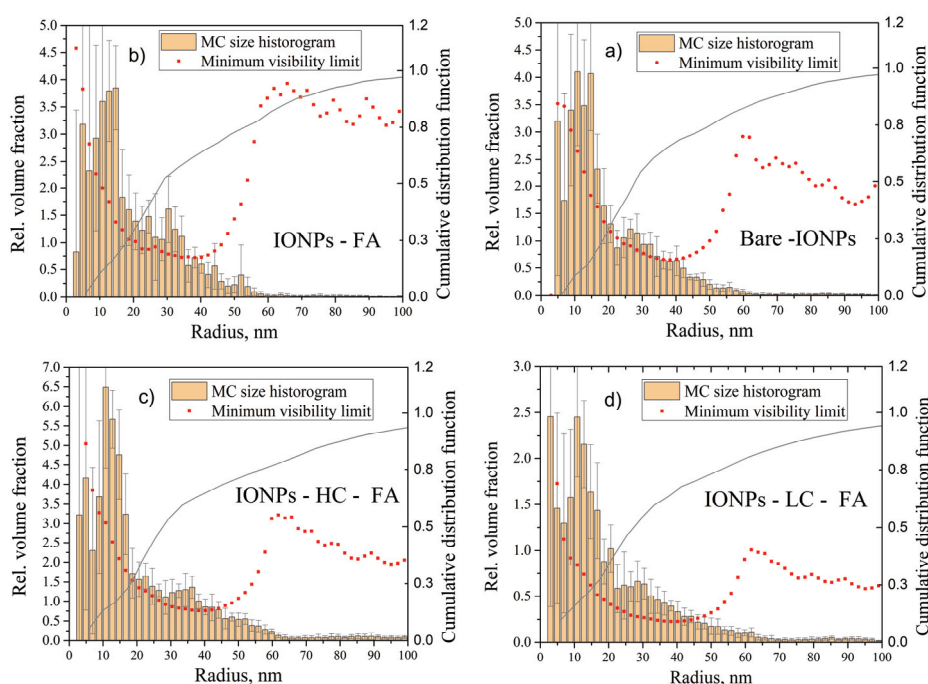 b)
MC size historogram
Minimum visibility limit
IONPs - FA
Rel. volume fraction
5.0
4.5
4.0
3.5
3.0
2.5
2.0
1.5
1.0
0.5
0.0
0 10 20 30 40 50 60 70 80 90 100
Radius, nm
1.2
1.0
0.8
0.5
0.3
0.0
Cumulative distribution function
a)
MC size historogram
Minimum visibility limit
Bare -IONPs
Rel. volume fraction
5.0
4.5
4.0
3.5
3.0
2.5
2.0
1.5
1.0
0.5
0.0
0 10 20 30 40 50 60 70 80 90 100
Radius, nm
1.2
1.0
0.8
0.5
0.3
0.0
Cumulative distribution function
c)
MC size historogram
Minimum visibility limit
IONPs - HC - FA
Rel. volume fraction
7.0
6.5
6.0
5.5
5.0
4.5
4.0
3.5
3.0
2.5
2.0
1.5
1.0
0.5
0.0
0 10 20 30 40 50 60 70 80 90 100
Radius, nm
1.2
1.0
0.8
0.5
0.3
0.0
Cumulative distribution function
d)
MC size historogram
Minimum visibility limit
IONPs - LC - FA
Rel. volume fraction
3.0
2.5
2.0
1.5
1.0
0.5
0.0
0 10 20 30 40 50 60 70 80 90 100
Radius, nm
1.2
1.0
0.8
0.5
0.3
0.0
Cumulative distribution function